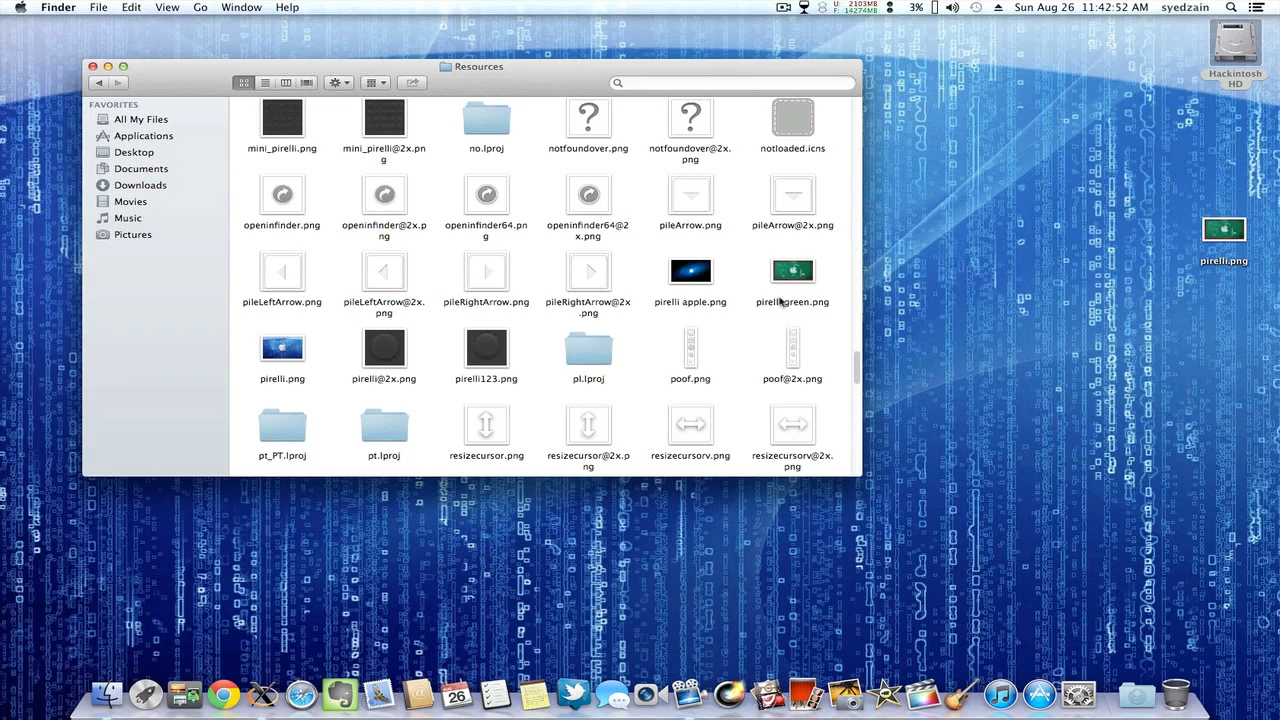 Finder File Edit View Go Window Help
U: 2103MB
F: 14274MB
3% Sun Aug 26 11:42:52 AM syedzain
Resources
FAVORITES
All My Files
Applications
Desktop
Documents
Downloads
Movies
Music
Pictures
mini_pirelli.png mini_pirelli@2x.pn
g no.lproj notfoundover.png notfoundover@2x.
png notloaded.icns
openinfinder.png openinfinder@2x.p
ng openinfinder64.pn
g openinfinder64@2
x.png pileArrow.png pileArrow@2x.png
pileLeftArrow.png pileLeftArrow@2x.
png pileRightArrow.png pileRightArrow@2x
.png pirelli apple.png pirelli green.png
pirelli.png pirelli@2x.png pirelli123.png pl.lproj poof.png poof@2x.png
pt_PT.lproj pt.lproj resizecursor.png resizecursor@2x.p
ng resizecursorv.png resizecursorv@2x.
png
Hackintosh
HD
pirelli.png
26